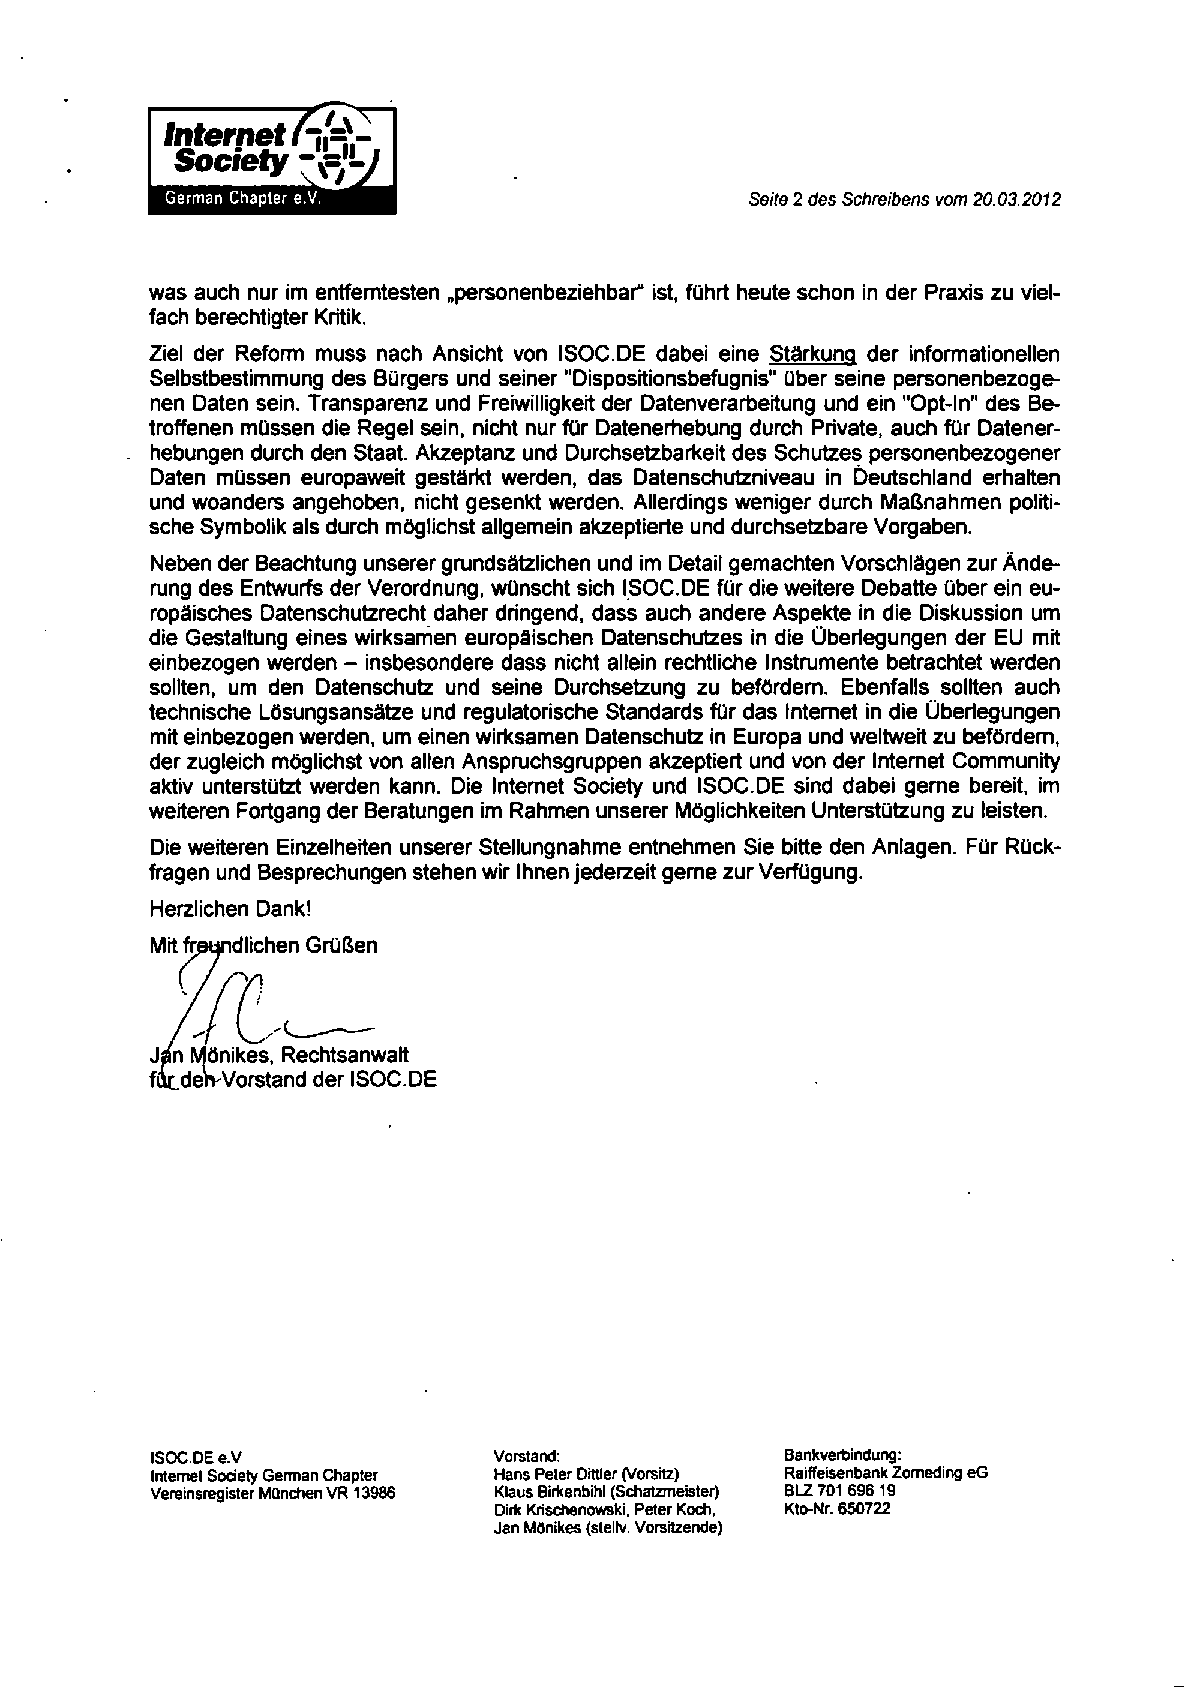 Internet
Society
German Chapter e.V.
Seite 2 des Schreibens vom 20.03.2012
was auch nur im entferntesten „personenbeziehbar“ ist, führt heute schon in der Praxis zu viel-
fach berechtigter Kritik.
Ziel der Reform muss nach Ansicht von ISOC.DE dabei eine Stärkung der informationellen
Selbstbestimmung des Bürgers und seiner "Dispositionsbefugnis" über seine personenbezoge-
nen Daten sein. Transparenz und Freiwilligkeit der Datenverarbeitung und ein "Opt-In" des Be-
troffenen müssen die Regel sein, nicht nur für Datenerhebung durch Private, auch für Datener-
hebungen durch den Staat. Akzeptanz und Durchsetzbarkeit des Schutzes personenbezogener
Daten müssen europaweit gestärkt werden, das Datenschutzniveau in Deutschland erhalten
und woanders angehoben, nicht gesenkt werden. Allerdings weniger durch Maßnahmen politi-
sche Symbolik als durch möglichst allgemein akzeptierte und durchsetzbare Vorgaben.
Neben der Beachtung unserer grundsätzlichen und im Detail gemachten Vorschlägen zur Ände-
rung des Entwurfs der Verordnung, wünscht sich ISOC.DE für die weitere Debatte über ein eu-
ropäisches Datenschutzrecht daher dringend, dass auch andere Aspekte in die Diskussion um
die Gestaltung eines wirksamen europäischen Datenschutzes in die Überlegungen der EU mit
einbezogen werden – insbesondere dass nicht allein rechtliche Instrumente betrachtet werden
sollten, um den Datenschutz und seine Durchsetzung zu befördern. Ebenfalls sollten auch
technische Lösungsansätze und regulatorische Standards für das Internet in die Überlegungen
mit einbezogen werden, um einen wirksamen Datenschutz in Europa und weltweit zu befördern,
der zugleich möglichst von allen Anspruchsgruppen akzeptiert und von der Internet Community
aktiv unterstützt werden kann. Die Internet Society und ISOC.DE sind dabei gerne bereit, im
weiteren Fortgang der Beratungen im Rahmen unserer Möglichkeiten Unterstützung zu leisten.
Die weiteren Einzelheiten unserer Stellungnahme entnehmen Sie bitte den Anlagen. Für Rück-
fragen und Besprechungen stehen wir Ihnen jederzeit gerne zur Verfügung.
Herzlichen Dank!
Mit freundlichen Grüßen
Jan Mönikes, Rechtsanwalt
für den Vorstand der ISOC.DE
ISOC.DE e.V
Internet Society German Chapter
Vereinsregister München VR 13986
Vorstand:
Hans Peter Dittler (Vorsitz)
Klaus Birkenbihl (Schatzmeister)
Dirk Krischenowski, Peter Koch,
Jan Mönikes (stellv. Vorsitzende)
Bankverbindung:
Raiffeisenbank Zorneding eG
BLZ 701 696 19
Kto-Nr. 650722